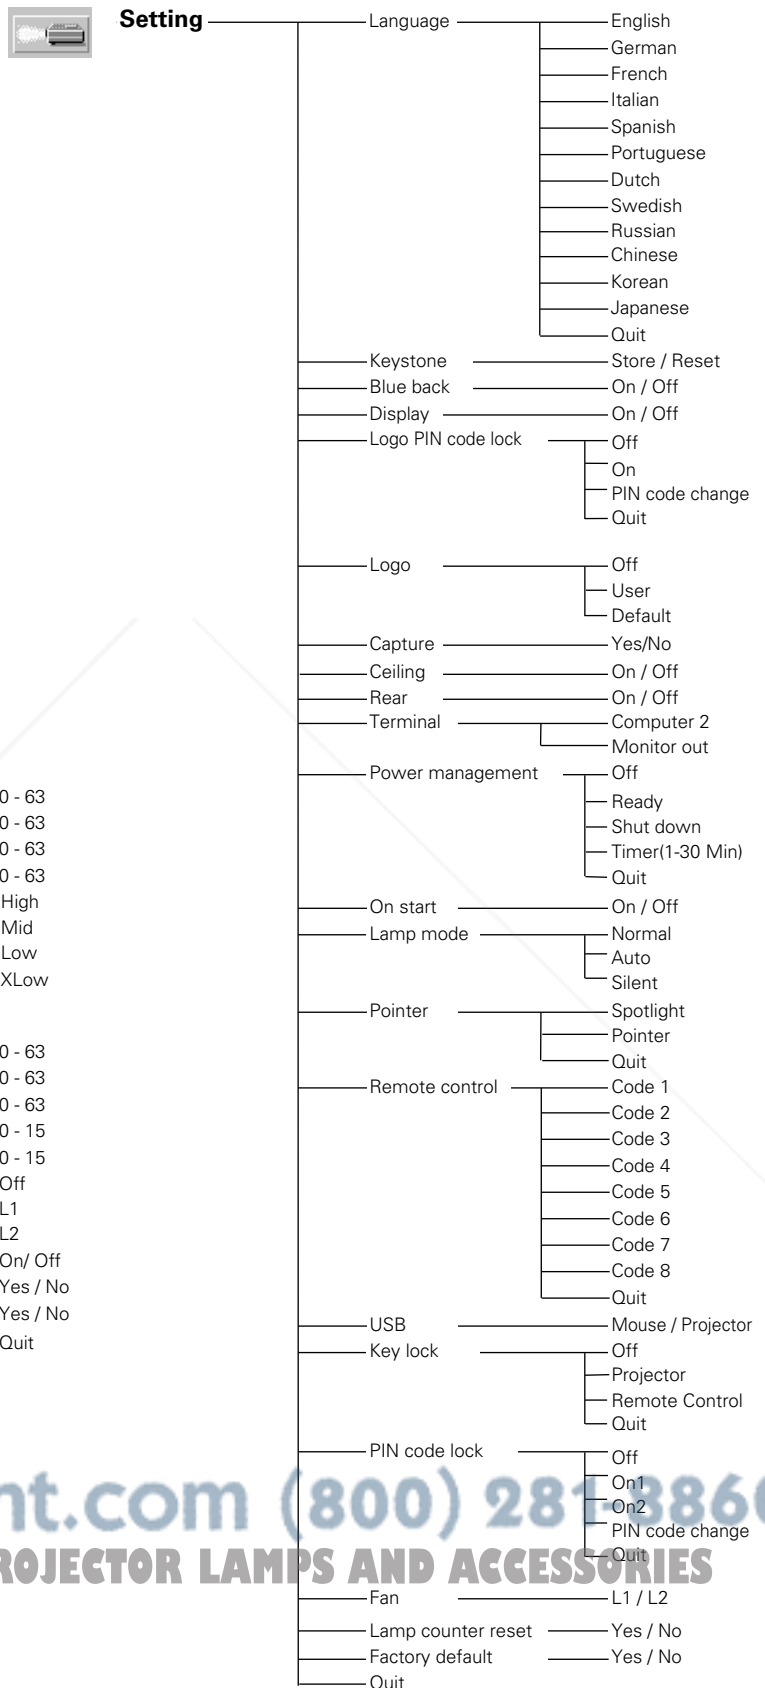 Setting Language English
German
French
Italian
Spanish
Portuguese
Dutch
Swedish
Russian
Chinese
Korean
Japanese
Quit
Keystone Store / Reset
Blue back On / Off
Display On / Off
Logo PIN code lock Off
On
PIN code change
Quit
Logo Off
User
Default
Capture Yes/No
Ceiling On / Off
Rear On / Off
Terminal Computer 2
Monitor out
Power management Off
Ready
Shut down
Timer(1-30 Min)
Quit
On start On / Off
Lamp mode Normal
Auto
Silent
Pointer Spotlight
Pointer
Quit
Remote control Code 1
Code 2
Code 3
Code 4
Code 5
Code 6
Code 7
Code 8
Quit
USB Mouse / Projector
Key lock Off
Projector
Remote Control
Quit
PIN code lock Off
On1
On2
PIN code change
Quit
Fan L1 / L2
Lamp counter reset Yes / No
Factory default Yes / No
Quit
0 - 63
0 - 63
0 - 63
0 - 63
High
Mid
Low
XLow
0 - 63
0 - 63
0 - 63
0 - 15
0 - 15
Off
L1
L2
On/ Off
Yes / No
Yes / No
Quit
nt.com (800) 281-8860
ROJECTOR LAMPS AND ACCESSORIES